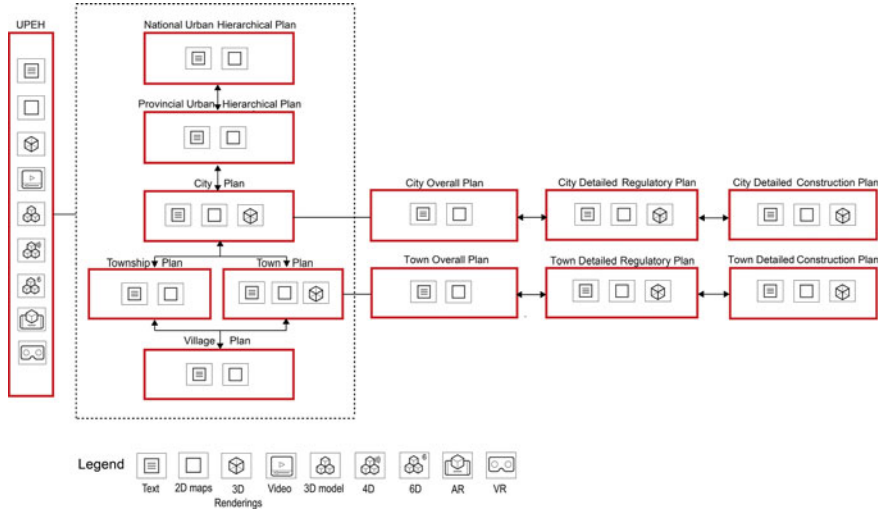 UPEH
National Urban Hierarchical Plan
Provincial Urban Hierarchical Plan
City Plan
City Overall Plan
City Detailed Regulatory Plan
City Detailed Construction Plan
Township Plan
Town Plan
Town Overall Plan
Town Detailed Regulatory Plan
Town Detailed Construction Plan
Village Plan
Legend
Text
2D maps
3D Renderings
Video
3D model
4D
6
6D
AR
VR